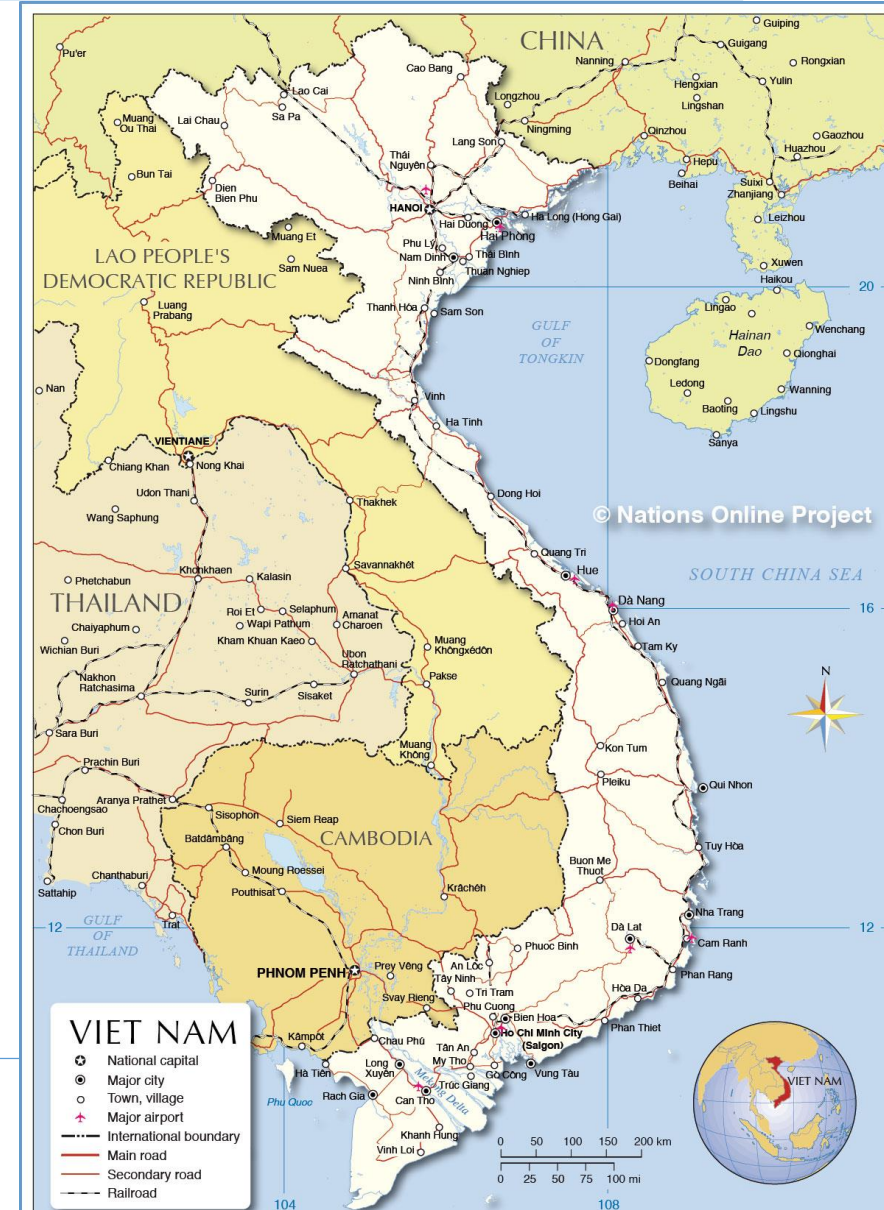 Guiping
CHINA
Guigang
Pu'er
Nanning
Rongxian
Cao Bang
Hengxian
Yulin
Longzhou
Lao Cai
Lingshan
Sa Pa
Muang
Ou Thai
Lai Chau
Ningming
Qinzhou
Gaozhou
Lang Son
Huazhou
Thái
Nguyên
Hepu
Bun Tai
Beihai
Suixi
Dien
Bien Phu
Zhanjiang
HANOI
Hai Duong
Ha Long (Hong Gai)
Leizhou
Hai Phòng
Muang Et
Phu Lý
LAO PEOPLE'S
DEMOCRATIC REPUBLIC
Nam Dinh
Thái Bình
Xuwen
Sam Nuea
Thuan Nghiep
Ninh Bình
Haikou
20
Luang
Prabang
Thanh Hóa
Sam Son
Lingao
GULF
OF
TONGKIN
Hainan
Dao
Wenchang
Qionghai
Dongfang
Nan
Ledong
Wanning
Vinh
Baoting
Lingshu
Ha Tinh
Sanya
VIENTIANE
Chiang Khan
Nong Khai
Udon Thani
Dong Hoi
Thakhek
Wang Saphung
© Nations Online Project
Quang Tri
Savannakhét
Hue
Khonkhaen
Kalasin
Phetchabun
SOUTH CHINA SEA
THAILAND
Dà Nang
16
Roi Et
Selaphum
Amanat
Charoen
Hoi An
Chaiyaphum
Wapi Pathum
Wichian Buri
Kham Khuan Kaeo
Muang
Khôngxédôn
Tam Ky
Ubon
Ratchathani
N
Nakhon
Ratchasima
Pakse
Quang Ngãi
Surin
Sisaket
Sara Buri
Muang
Không
Kon Tum
Prachin Buri
Pleiku
Qui Nhon
Aranya Prathet
Chachoengsao
Sisophon
Siem Reap
Chon Buri
CAMBODIA
Batdâmbâng
Tuy Hòa
Moung Roessei
Buon Me
Thuot
Chanthaburi
Sattahip
Pouthisat
Krâchéh
Trat
Nha Trang
12
GULF
OF
THAILAND
Dà Lat
12
Cam Ranh
Phuoc Binh
An Lôc
PHNOM PENH
Prey Vêng
Tây Ninh
Phan Rang
Tri Tram
Hòa Da
Svay Rieng
Phu Cuong
Bien Hoa
Phan Thiet
Ho Chi Minh City
(Saigon)
Kâmpôt
Chau Phú
Tân An
My Tho
Long
Xuyên
Hà Tiên
Gò Công
Vung Tàu
Trúc Giang
Mekong Delta
Phu Quoc
Rach Gia
Can Tho
Khanh Hung
Vinh Loi
VIET NAM
National capital
Major city
Town, village
Major airport
International boundary
Main road
Secondary road
Railroad
0 50 100 150 200 km
0 25 50 75 100 mi
VIET NAM
104
108